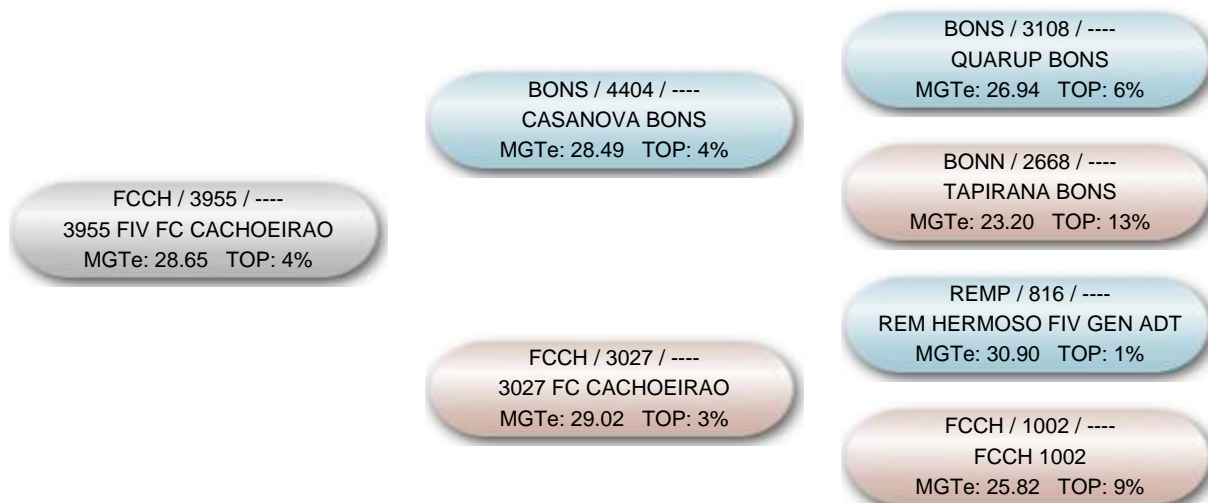 FCCH / 3955 / ----
3955 FIV FC CACHOEIRAO
MGTe: 28.65 TOP: 4%
BONS / 4404 / ----
CASANOVA BONS
MGTe: 28.49 TOP: 4%
FCCH / 3027 / ----
3027 FC CACHOEIRAO
MGTe: 29.02 TOP: 3%
BONS / 3108 / ----
QUARUP BONS
MGTe: 26.94 TOP: 6%
BONN / 2668 / ----
TAPIRANA BONS
MGTe: 23.20 TOP: 13%
REMP / 816 / ----
REM HERMOSO FIV GEN ADT
MGTe: 30.90 TOP: 1%
FCCH / 1002 / ----
FCCH 1002
MGTe: 25.82 TOP: 9%